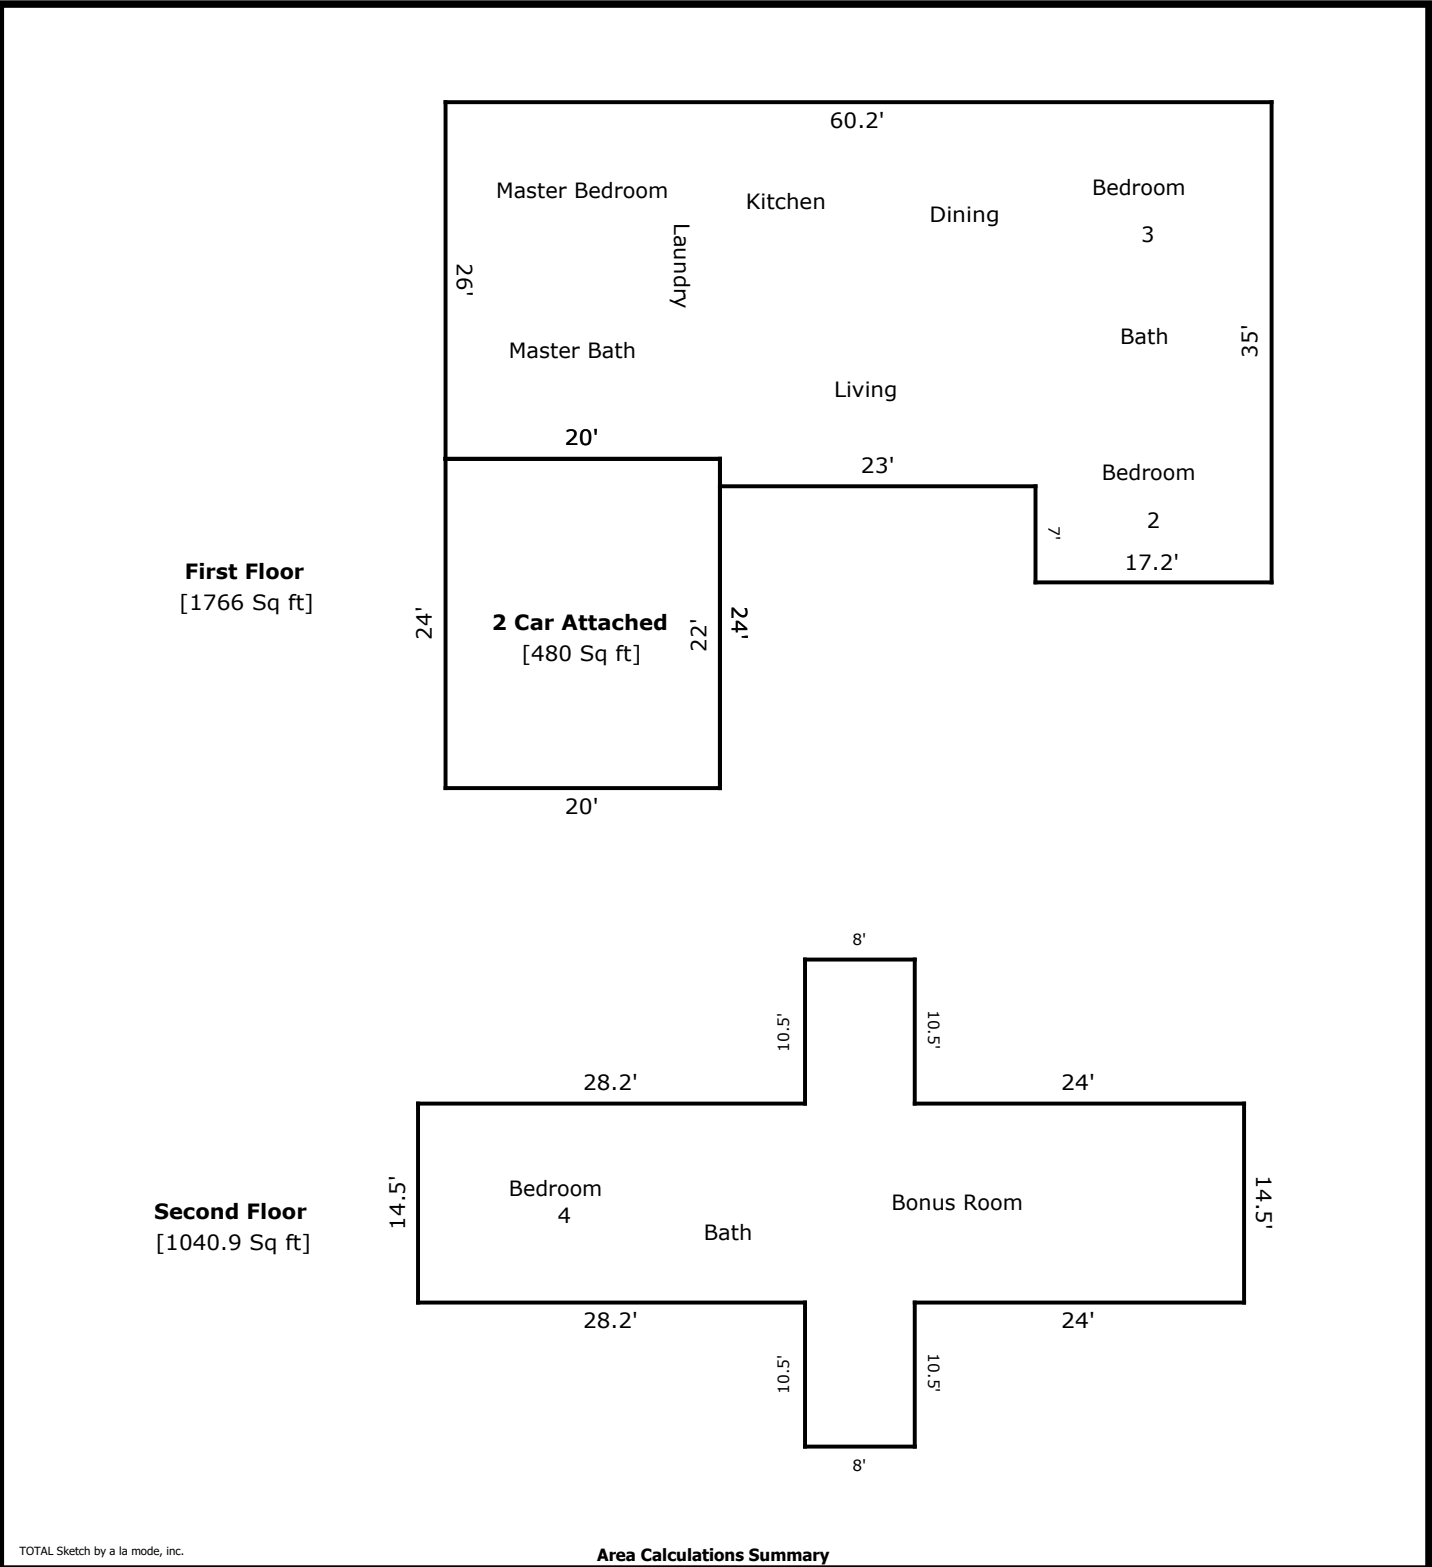 60.2'
Master Bedroom
Kitchen
Dining
Bedroom
3
Laundry
26'
Master Bath
Bath
35'
Living
20'
23'
Bedroom
2
7'
17.2'
First Floor
[1766 Sq ft]
24'
2 Car Attached
[480 Sq ft]
22'
24'
20'
8'
10.5'
10.5'
28.2'
24'
14.5'
Bedroom
4
Bath
Bonus Room
14.5'
Second Floor
[1040.9 Sq ft]
28.2'
24'
10.5'
10.5'
8'
TOTAL Sketch by a la mode, inc.
Area Calculations Summary